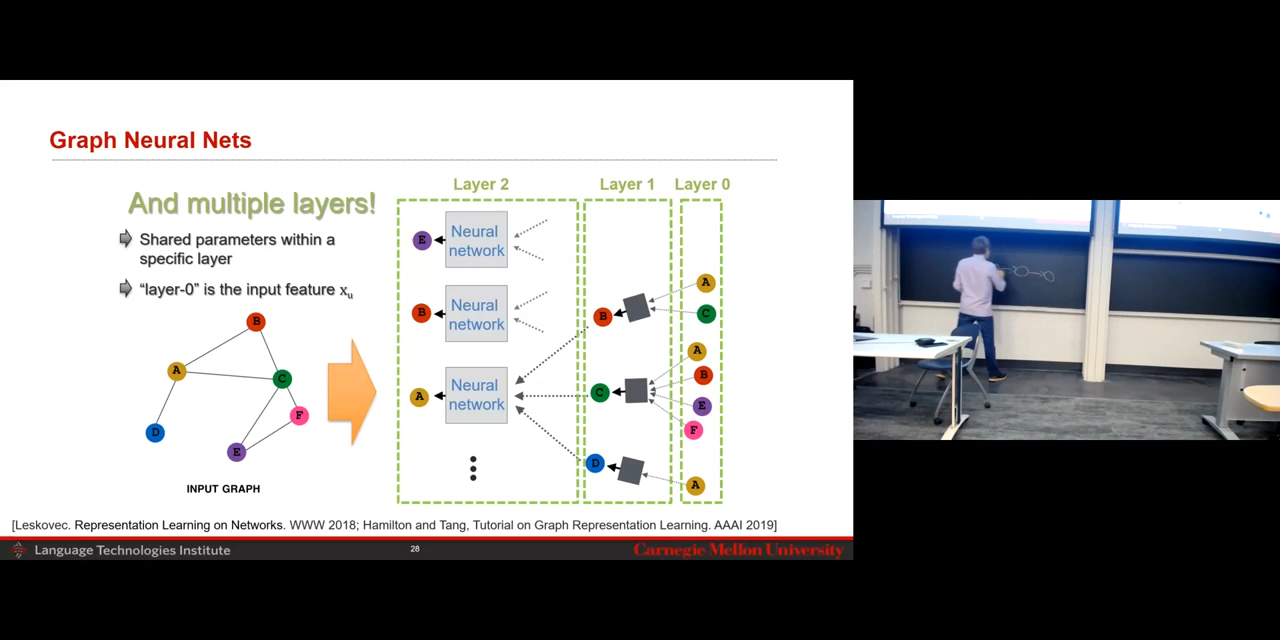 Graph Neural Nets
And multiple layers!
Shared parameters within a
specific layer
“layer-0” is the input feature xu
B
A
C
F
D
E
INPUT GRAPH
Layer 2
Layer 1
Layer 0
E
Neural
network
B
Neural
network
A
Neural
network
B
C
D
A
C
A
B
E
F
A
[Leskovec. Representation Learning on Networks. WWW 2018; Hamilton and Tang, Tutorial on Graph Representation Learning. AAAI 2019]
Language Technologies Institute
28
Carnegie Mellon University